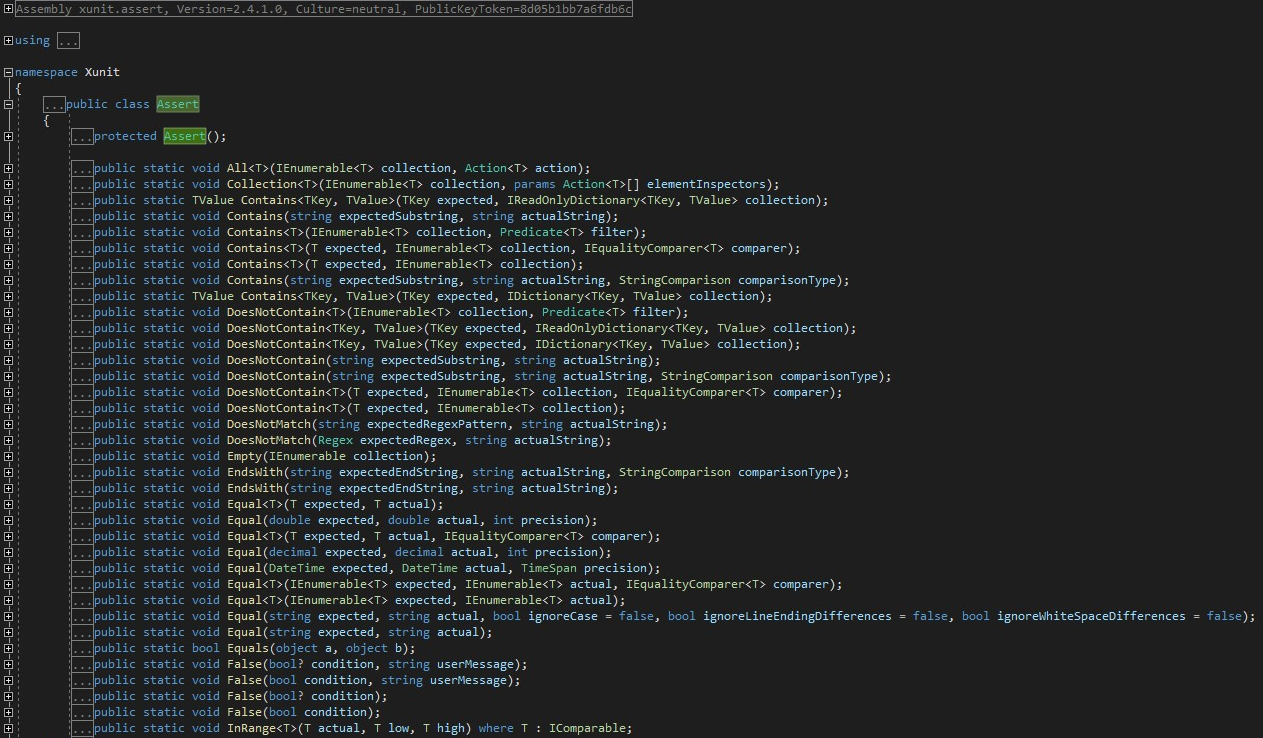 Assembly xunit.assert, Version=2.4.1.0, Culture=neutral, PublicKeyToken=8d05b1bb7a6fdb6c
using ...
namespace Xunit
{
...public class Assert
{
...protected Assert();
...public static void All<T>(IEnumerable<T> collection, Action<T> action);
...public static void Collection<T>(IEnumerable<T> collection, params Action<T>[] elementInspectors);
...public static TValue Contains<TKey, TValue>(TKey expected, IReadOnlyDictionary<TKey, TValue> collection);
...public static void Contains(string expectedSubstring, string actualString);
...public static void Contains<T>(IEnumerable<T> collection, Predicate<T> filter);
...public static void Contains<T>(T expected, IEnumerable<T> collection, IEqualityComparer<T> comparer);
...public static void Contains<T>(T expected, IEnumerable<T> collection);
...public static void Contains(string expectedSubstring, string actualString, StringComparison comparisonType);
...public static TValue Contains<TKey, TValue>(TKey expected, IDictionary<TKey, TValue> collection);
...public static void DoesNotContain<T>(IEnumerable<T> collection, Predicate<T> filter);
...public static void DoesNotContain<TKey, TValue>(TKey expected, IReadOnlyDictionary<TKey, TValue> collection);
...public static void DoesNotContain<TKey, TValue>(TKey expected, IDictionary<TKey, TValue> collection);
...public static void DoesNotContain(string expectedSubstring, string actualString);
...public static void DoesNotContain(string expectedSubstring, string actualString, StringComparison comparisonType);
...public static void DoesNotContain<T>(T expected, IEnumerable<T> collection, IEqualityComparer<T> comparer);
...public static void DoesNotContain<T>(T expected, IEnumerable<T> collection);
...public static void DoesNotMatch(string expectedRegexPattern, string actualString);
...public static void DoesNotMatch(Regex expectedRegex, string actualString);
...public static void Empty(IEnumerable collection);
...public static void EndsWith(string expectedEndString, string actualString, StringComparison comparisonType);
...public static void EndsWith(string expectedEndString, string actualString);
...public static void Equal<T>(T expected, T actual);
...public static void Equal(double expected, double actual, int precision);
...public static void Equal<T>(T expected, T actual, IEqualityComparer<T> comparer);
...public static void Equal(decimal expected, decimal actual, int precision);
...public static void Equal(DateTime expected, DateTime actual, TimeSpan precision);
...public static void Equal<T>(IEnumerable<T> expected, IEnumerable<T> actual, IEqualityComparer<T> comparer);
...public static void Equal<T>(IEnumerable<T> expected, IEnumerable<T> actual);
...public static void Equal(string expected, string actual, bool ignoreCase = false, bool ignoreLineEndingDifferences = false, bool ignoreWhiteSpaceDifferences = false);
...public static void Equal(string expected, string actual);
...public static bool Equals(object a, object b);
...public static void False(bool? condition, string userMessage);
...public static void False(bool condition, string userMessage);
...public static void False(bool? condition);
...public static void False(bool condition);
...public static void InRange<T>(T actual, T low, T high) where T : IComparable;